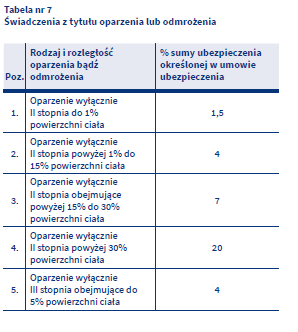 Tabela nr 7
Świadczenia z tytułu oparzenia lub odmrożenia
Poz.
Rodzaj i rozległość
oparzenia bądź
odmrożenia
% sumy ubezpieczenia
określonej w umowie
ubezpieczenia
1.
Oparzenie wyłącznie
II stopnia do 1%
powierzchni ciała
1,5
2.
Oparzenie wyłącznie
II stopnia powyżej 1% do
15% powierzchni ciała
4
3.
Oparzenie wyłącznie
II stopnia obejmujące
powyżej 15% do 30%
powierzchni ciała
7
4.
Oparzenie wyłącznie
II stopnia powyżej 30%
powierzchni ciała
20
5.
Oparzenie wyłącznie
III stopnia obejmujące do
5% powierzchni ciała
4